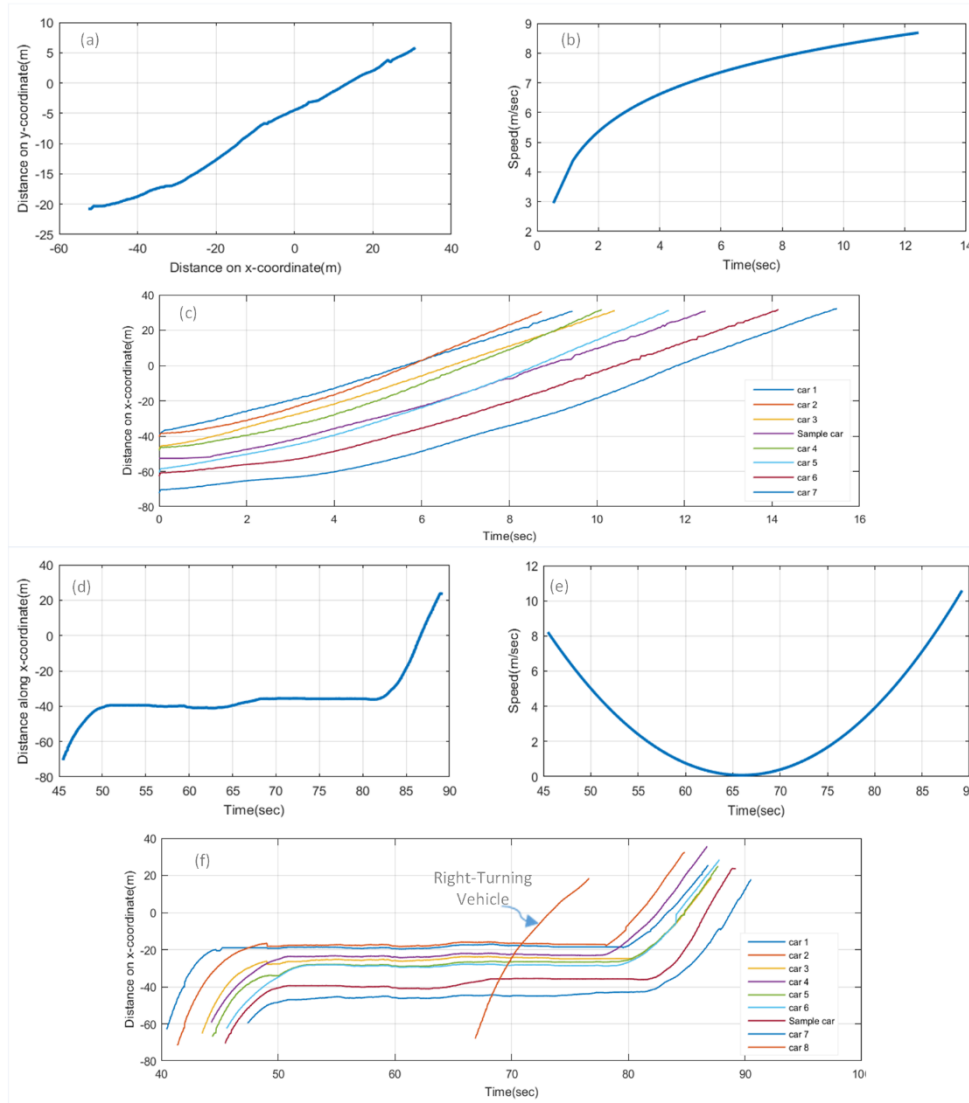 (a)
10
5
0
-5
-10
-15
-20
-25
-60
-40
-20
0
20
40
Distance on y-coordinate(m)
Distance on x-coordinate(m)
(b)
9
8
7
6
5
4
3
2
0
2
4
6
8
10
12
14
Speed(m/sec)
Time(sec)
(c)
40
20
0
-20
-40
-60
-80
0
2
4
6
8
10
12
14
16
Distance on x-coordinate(m)
Time(sec)
car 1
car 2
car 3
Sample car
car 4
car 5
car 6
car 7
(d)
40
20
0
-20
-40
-60
-80
45
50
55
60
65
70
75
80
85
90
Distance along x-coordinate(m)
Time(sec)
(e)
12
10
8
6
4
2
0
45
50
55
60
65
70
75
80
85
90
Speed(m/sec)
Time(sec)
(f)
40
20
0
-20
-40
-60
-80
40
50
60
70
80
90
Distance on x-coordinate(m)
Time(sec)
Right-Turning
Vehicle
car 1
car 2
car 3
car 4
car 5
car 6
Sample car
car 7
car 8